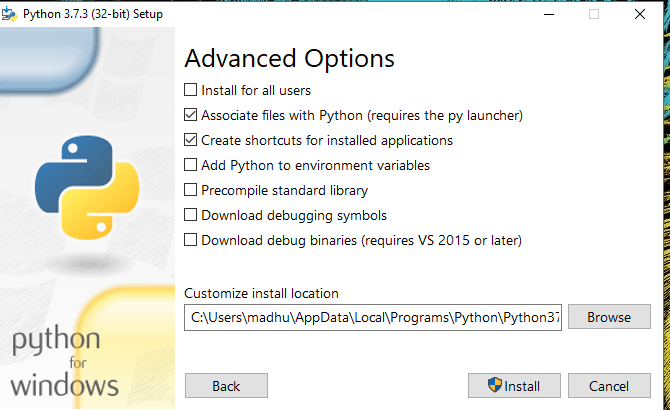 Python 3.7.3 (32-bit) Setup
Advanced Options
Install for all users
Associate files with Python (requires the py launcher)
Create shortcuts for installed applications
Add Python to environment variables
Precompile standard library
Download debugging symbols
Download debug binaries (requires VS 2015 or later)
Customize install location
C:\Users\madhu\AppData\Local\Programs\Python\Python37
Browse
python
for
windows
Back
Install
Cancel